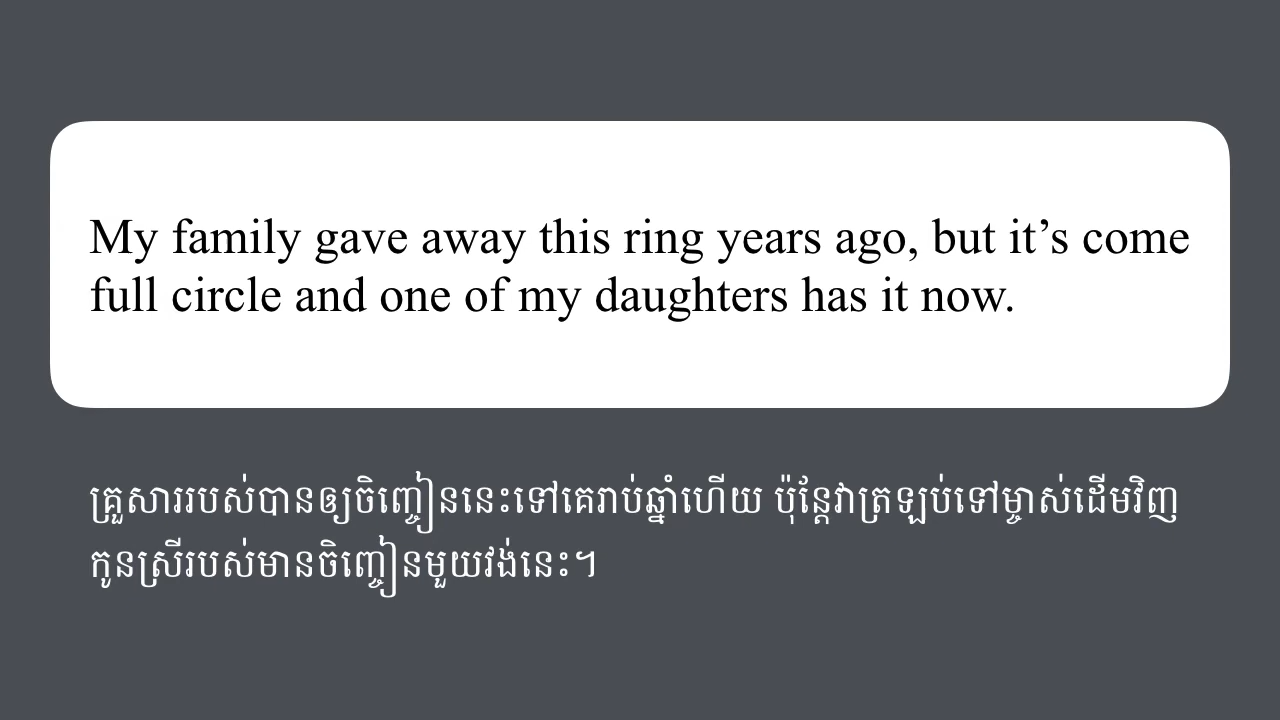 My family gave away this ring years ago, but it’s come
full circle and one of my daughters has it now.
គ្រួសាររបស់បានឲ្យចិញ្ចៀននេះទៅគេរាប់ឆ្នាំហើយ ប៉ុន្តែវាត្រឡប់ទៅម្ចាស់ដើមវិញ
កូនស្រីរបស់មានចិញ្ចៀនមួយវង់នេះ។